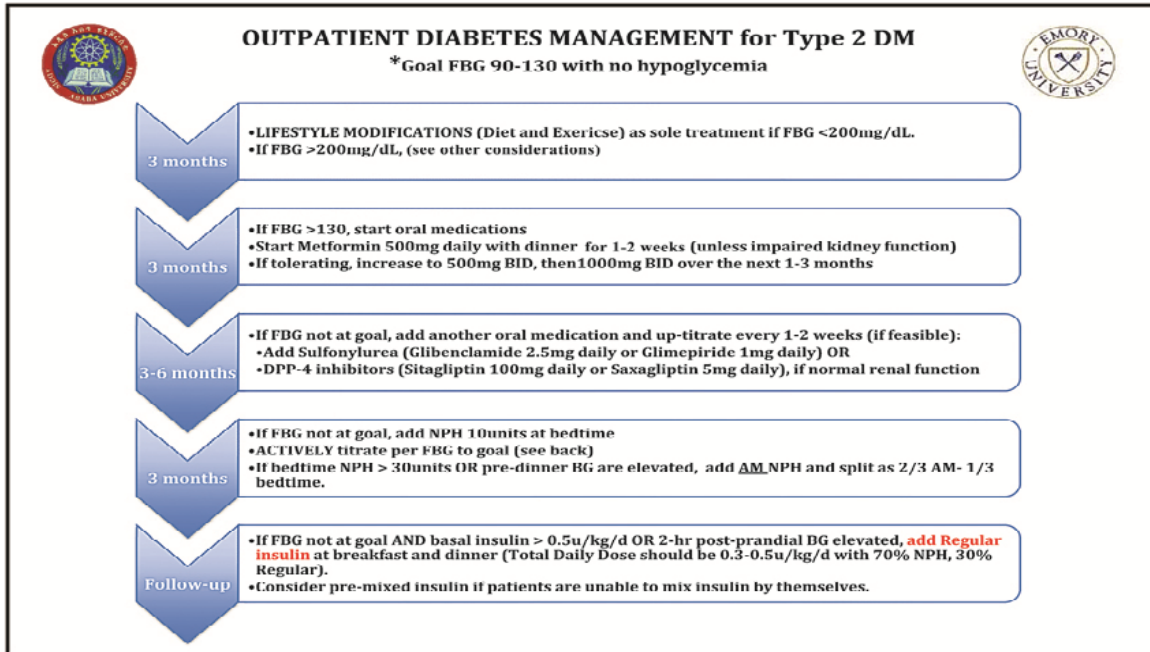 OUTPATIENT DIABETES MANAGEMENT for Type 2 DM
*Goal FBG 90-130 with no hypoglycemia
ADDIS ABABA UNIVERSITY
EMORY UNIVERSITY
3 months
•LIFESTYLE MODIFICATIONS (Diet and Exericse) as sole treatment if FBG <200mg/dL.
•If FBG >200mg/dL, (see other considerations)
3 months
•If FBG >130, start oral medications
•Start Metformin 500mg daily with dinner for 1-2 weeks (unless impaired kidney function)
•If tolerating, increase to 500mg BID, then1000mg BID over the next 1-3 months
3-6 months
•If FBG not at goal, add another oral medication and up-titrate every 1-2 weeks (if feasible):
•Add Sulfonylurea (Glibenclamide 2.5mg daily or Glimepiride 1mg daily) OR
•DPP-4 inhibitors (Sitagliptin 100mg daily or Saxagliptin 5mg daily), if normal renal function
3 months
•If FBG not at goal, add NPH 10units at bedtime
•ACTIVELY titrate per FBG to goal (see back)
•If bedtime NPH > 30units OR pre-dinner BG are elevated, add AM NPH and split as 2/3 AM- 1/3
bedtime.
Follow-up
•If FBG not at goal AND basal insulin > 0.5u/kg/d OR 2-hr post-prandial BG elevated, add Regular
insulin at breakfast and dinner (Total Daily Dose should be 0.3-0.5u/kg/d with 70% NPH, 30%
Regular).
•Consider pre-mixed insulin if patients are unable to mix insulin by themselves.